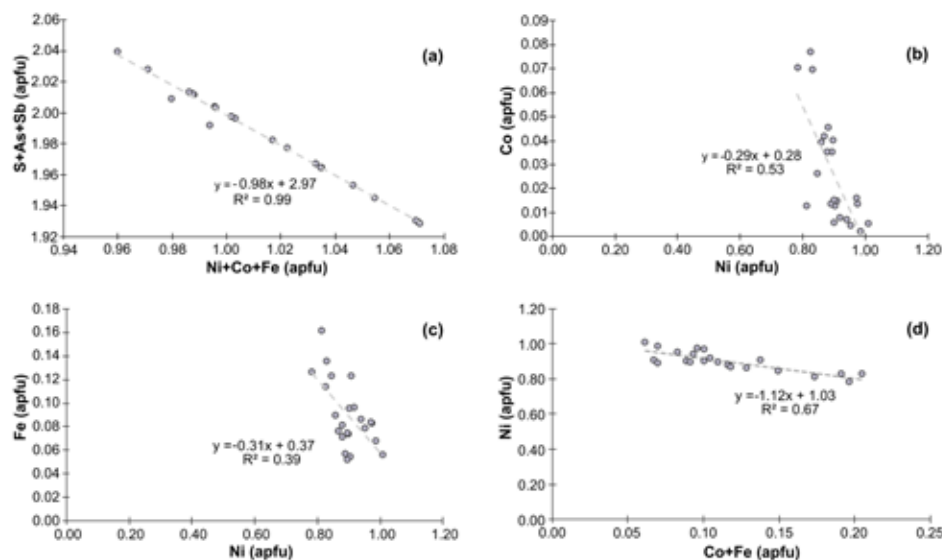 2.06
2.04
2.02
2.00
1.98
1.96
1.94
1.92
S+As+Sb (apfu)
(a)
y =-0.98x + 2.97
R² = 0.99
0.94 0.96 0.98 1.00 1.02 1.04 1.06 1.08
Ni+Co+Fe (apfu)
0.09
0.08
0.07
0.06
0.05
0.04
0.03
0.02
0.01
0.00
Co (apfu)
(b)
y=-0.29x + 0.28
R² = 0.53
0.00 0.20 0.40 0.60 0.80 1.00 1.20
Ni (apfu)
0.18
0.16
0.14
0.12
0.10
0.08
0.06
0.04
0.02
0.00
Fe (apfu)
(c)
y =-0.31x + 0.37
R² = 0.39
0.00 0.20 0.40 0.60 0.80 1.00 1.20
Ni (apfu)
1.20
1.00
0.80
0.60
0.40
0.20
0.00
Ni (apfu)
(d)
y=-1.12x + 1.03
R² = 0.67
0.00 0.05 0.10 0.15 0.20 0.25
Co+Fe (apfu)